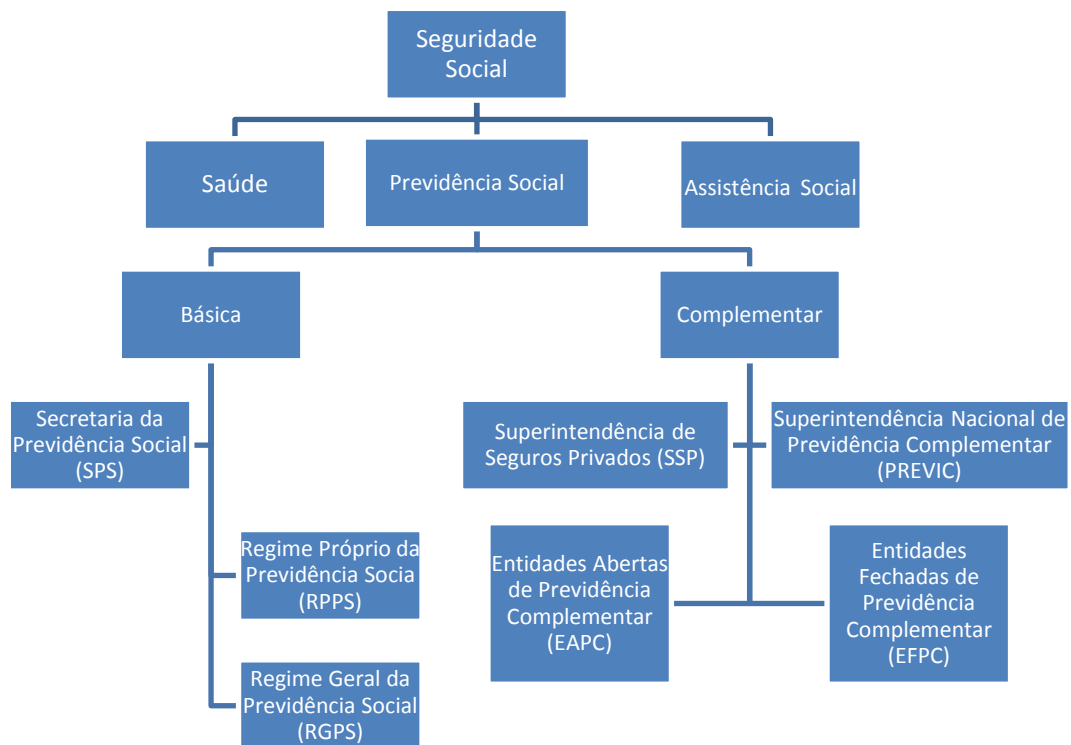 Seguridade
Social
Saúde
Previdência Social
Assistência Social
Básica
Complementar
Secretaria da
Previdência Social
(SPS)
Superintendência de
Seguros Privados (SSP)
Superintendência Nacional de
Previdência Complementar
(PREVIC)
Regime Próprio da
Previdência Socia
(RPPS)
Entidades Abertas
de Previdência
Complementar
(EAPC)
Entidades
Fechadas de
Previdência
Complementar
(EFPC)
Regime Geral da
Previdência Social
(RGPS)